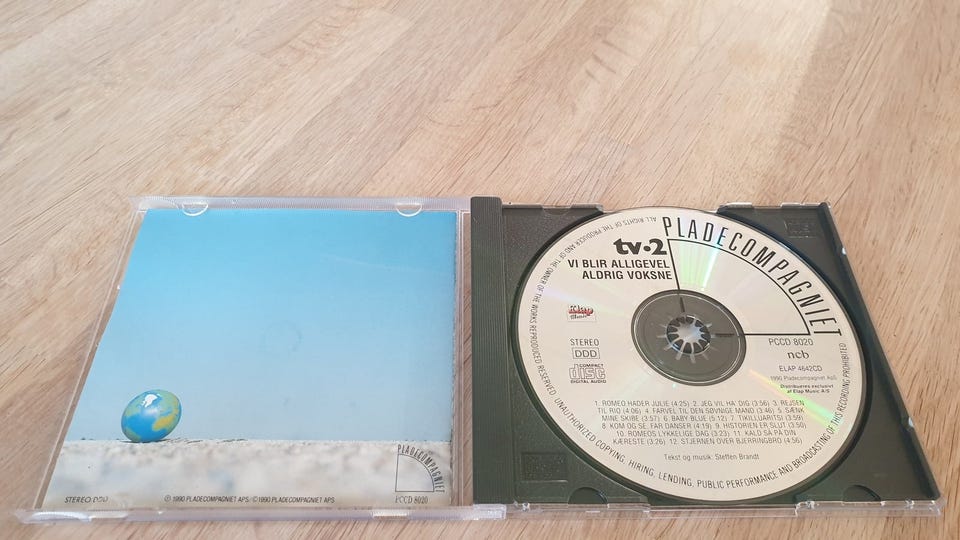 STEREO DDD
℗ 1990 PLADECOMPAGNIET APS/© 1990 PLADECOMPAGNIET APS
PLADECOMPAGNIET
PCCD 8020
PLADECOMPAGNIET
tv·2
VI BLIR ALLIGEVEL
ALDRIG VOKSNE
Elap
Music
STEREO
DDD
COMPACT
disc
DIGITAL AUDIO
PCCD 8020
ncb
ELAP 4642CD
1990 Pladecompagniet ApS
Distribueres exclusivt
af Elap Music A/S
1. ROMEO HADER JULIE (4:25) 2. JEG VIL HA' DIG (3:56) 3. REJSEN
TIL RIO (4:06) 4. FARVEL TIL DEN SØVNIGE MAND (3:46) 5. SÆNK
MINE SKIBE (3:57) 6. BABY BLUE (5:12) 7. TIKILLUARITSI (3:59)
8. KOM OG SE, FAR DANSER (4:19) 9. HISTORIEN ER SLUT (3:50)
10. ROMEOS LYKKELIGE DAG (3:23) 11. KALD SÅ PÅ DIN
KÆRESTE (3:26) 12. STJERNEN OVER BJERRINGBRO (4:56)
Tekst og musik: Steffen Brandt
ALL RIGHTS OF THE PRODUCER AND OF THE OWNER OF THE WORKS REPRODUCED RESERVED. UNAUTHORIZED COPYING, HIRING, LENDING, PUBLIC PERFORMANCE AND BROADCASTING OF THIS RECORDING PROHIBITED